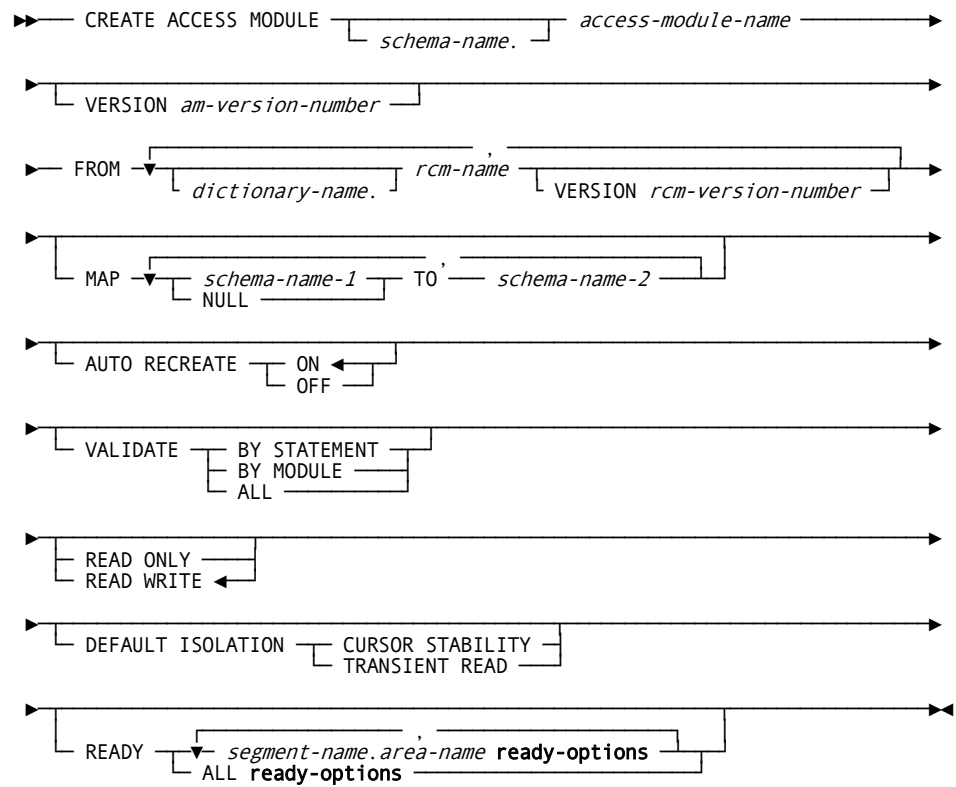 CREATE ACCESS MODULE access-module-name
schema-name.
VERSION am-version-number
,
FROM rcm-name
dictionary-name. VERSION rcm-version-number
,
MAP schema-name-1 TO schema-name-2
NULL
AUTO RECREATE ON
OFF
VALIDATE BY STATEMENT
BY MODULE
ALL
READ ONLY
READ WRITE
DEFAULT ISOLATION CURSOR STABILITY
TRANSIENT READ
,
READY segment-name.area-name ready-options
ALL ready-options